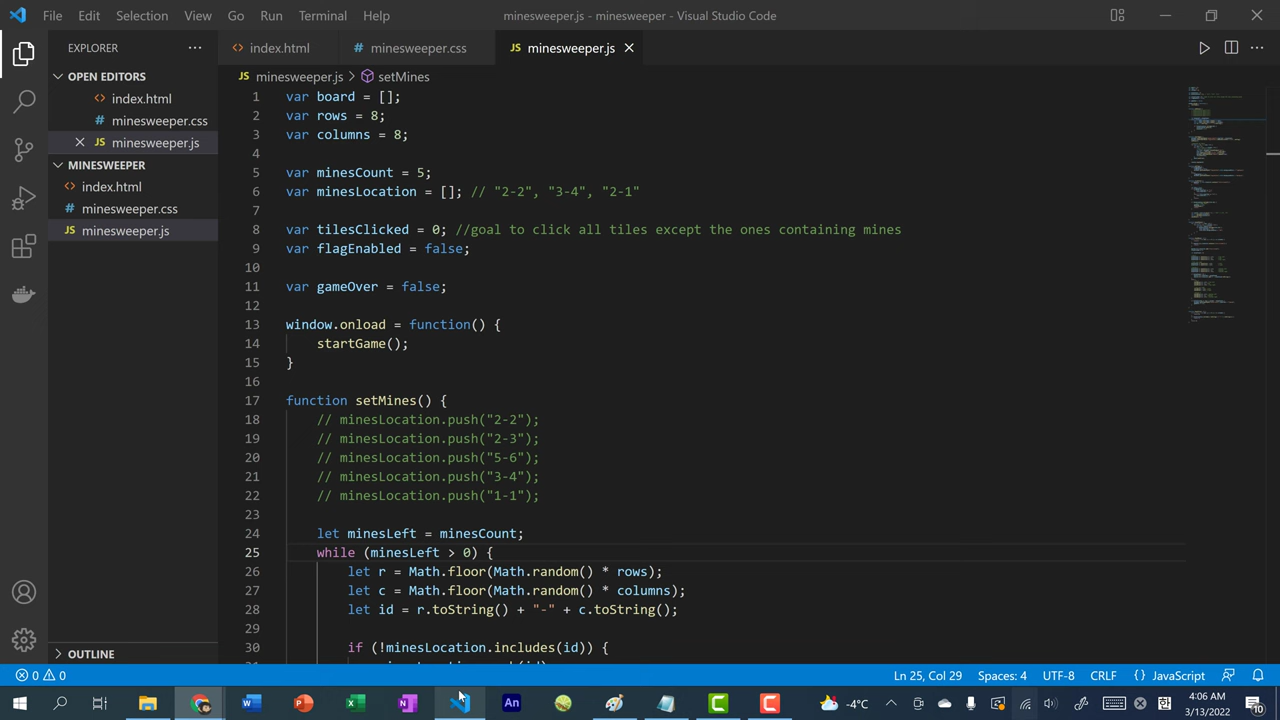 File Edit Selection View Go Run Terminal Help minesweeper.js - minesweeper - Visual Studio Code
EXPLORER
index.html
minesweeper.css
JS minesweeper.js
OPEN EDITORS
index.html
minesweeper.css
JS minesweeper.js
MINESWEEPER
index.html
minesweeper.css
JS minesweeper.js
OUTLINE
JS minesweeper.js > setMines
1 var board = [];
2 var rows = 8;
3 var columns = 8;
4
5 var minesCount = 5;
6 var minesLocation = []; // "2-2", "3-4", "2-1"
7
8 var tilesClicked = 0; //goal to click all tiles except the ones containing mines
9 var flagEnabled = false;
10
11 var gameOver = false;
12
13 window.onload = function() {
14 startGame();
15 }
16
17 function setMines() {
18 // minesLocation.push("2-2");
19 // minesLocation.push("2-3");
20 // minesLocation.push("5-6");
21 // minesLocation.push("3-4");
22 // minesLocation.push("1-1");
23
24 let minesLeft = minesCount;
25 while (minesLeft > 0) {
26 let r = Math.floor(Math.random() * rows);
27 let c = Math.floor(Math.random() * columns);
28 let id = r.toString() + "-" + c.toString();
29
30 if (!minesLocation.includes(id)) {
0 0 Ln 25, Col 29 Spaces: 4 UTF-8 CRLF {} JavaScript
-4°C 4:06 AM
3/13/2022 10